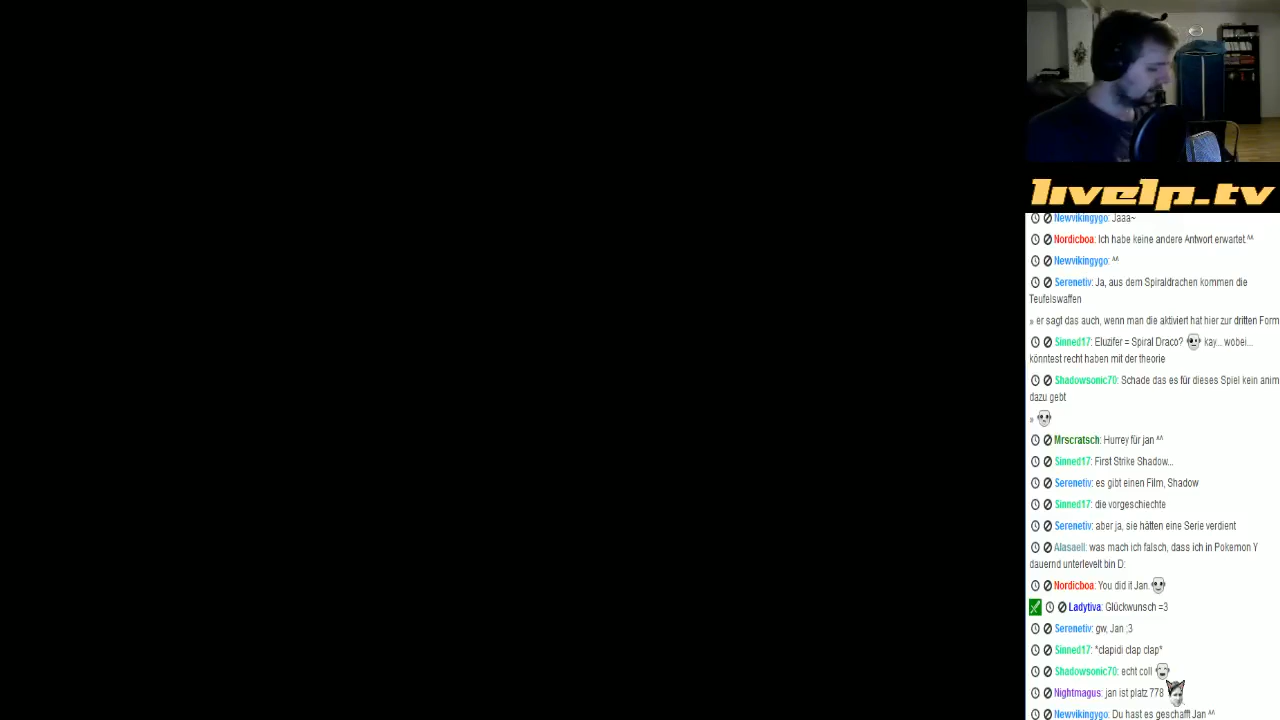 livelp.tv
Newvikingygo: Jaaa~
Nordicboa: Ich habe keine andere Antwort erwartet ^^
Newvikingygo: ^^
Serenetiv: Ja, aus dem Spiraldrachen kommen die
Teufelswaffen
» er sagt das auch, wenn man die aktiviert hat hier zur dritten Form
Sinned17: Eluzifer = Spiral Draco? kay... wobei...
könntest recht haben mit der theorie
Shadowsonic70: Schade das es für dieses Spiel kein anim
dazu gebt
»
Mrscratsch: Hurrey für jan ^^
Sinned17: First Strike Shadow...
Serenetiv: es gibt einen Film, Shadow
Sinned17: die vorgeschiechte
Serenetiv: aber ja, sie hätten eine Serie verdient
Alasaell: was mach ich falsch, dass ich in Pokemon Y
dauernd unterlevelt bin D:
Nordicboa: You did it Jan
Ladytiva: Glückwunsch =3
Serenetiv: gw, Jan ;3
Sinned17: *clapidi clap clap*
Shadowsonic70: echt coll
Nightmagus: jan ist platz 778
Newvikingygo: Du hast es geschafft Jan ^^